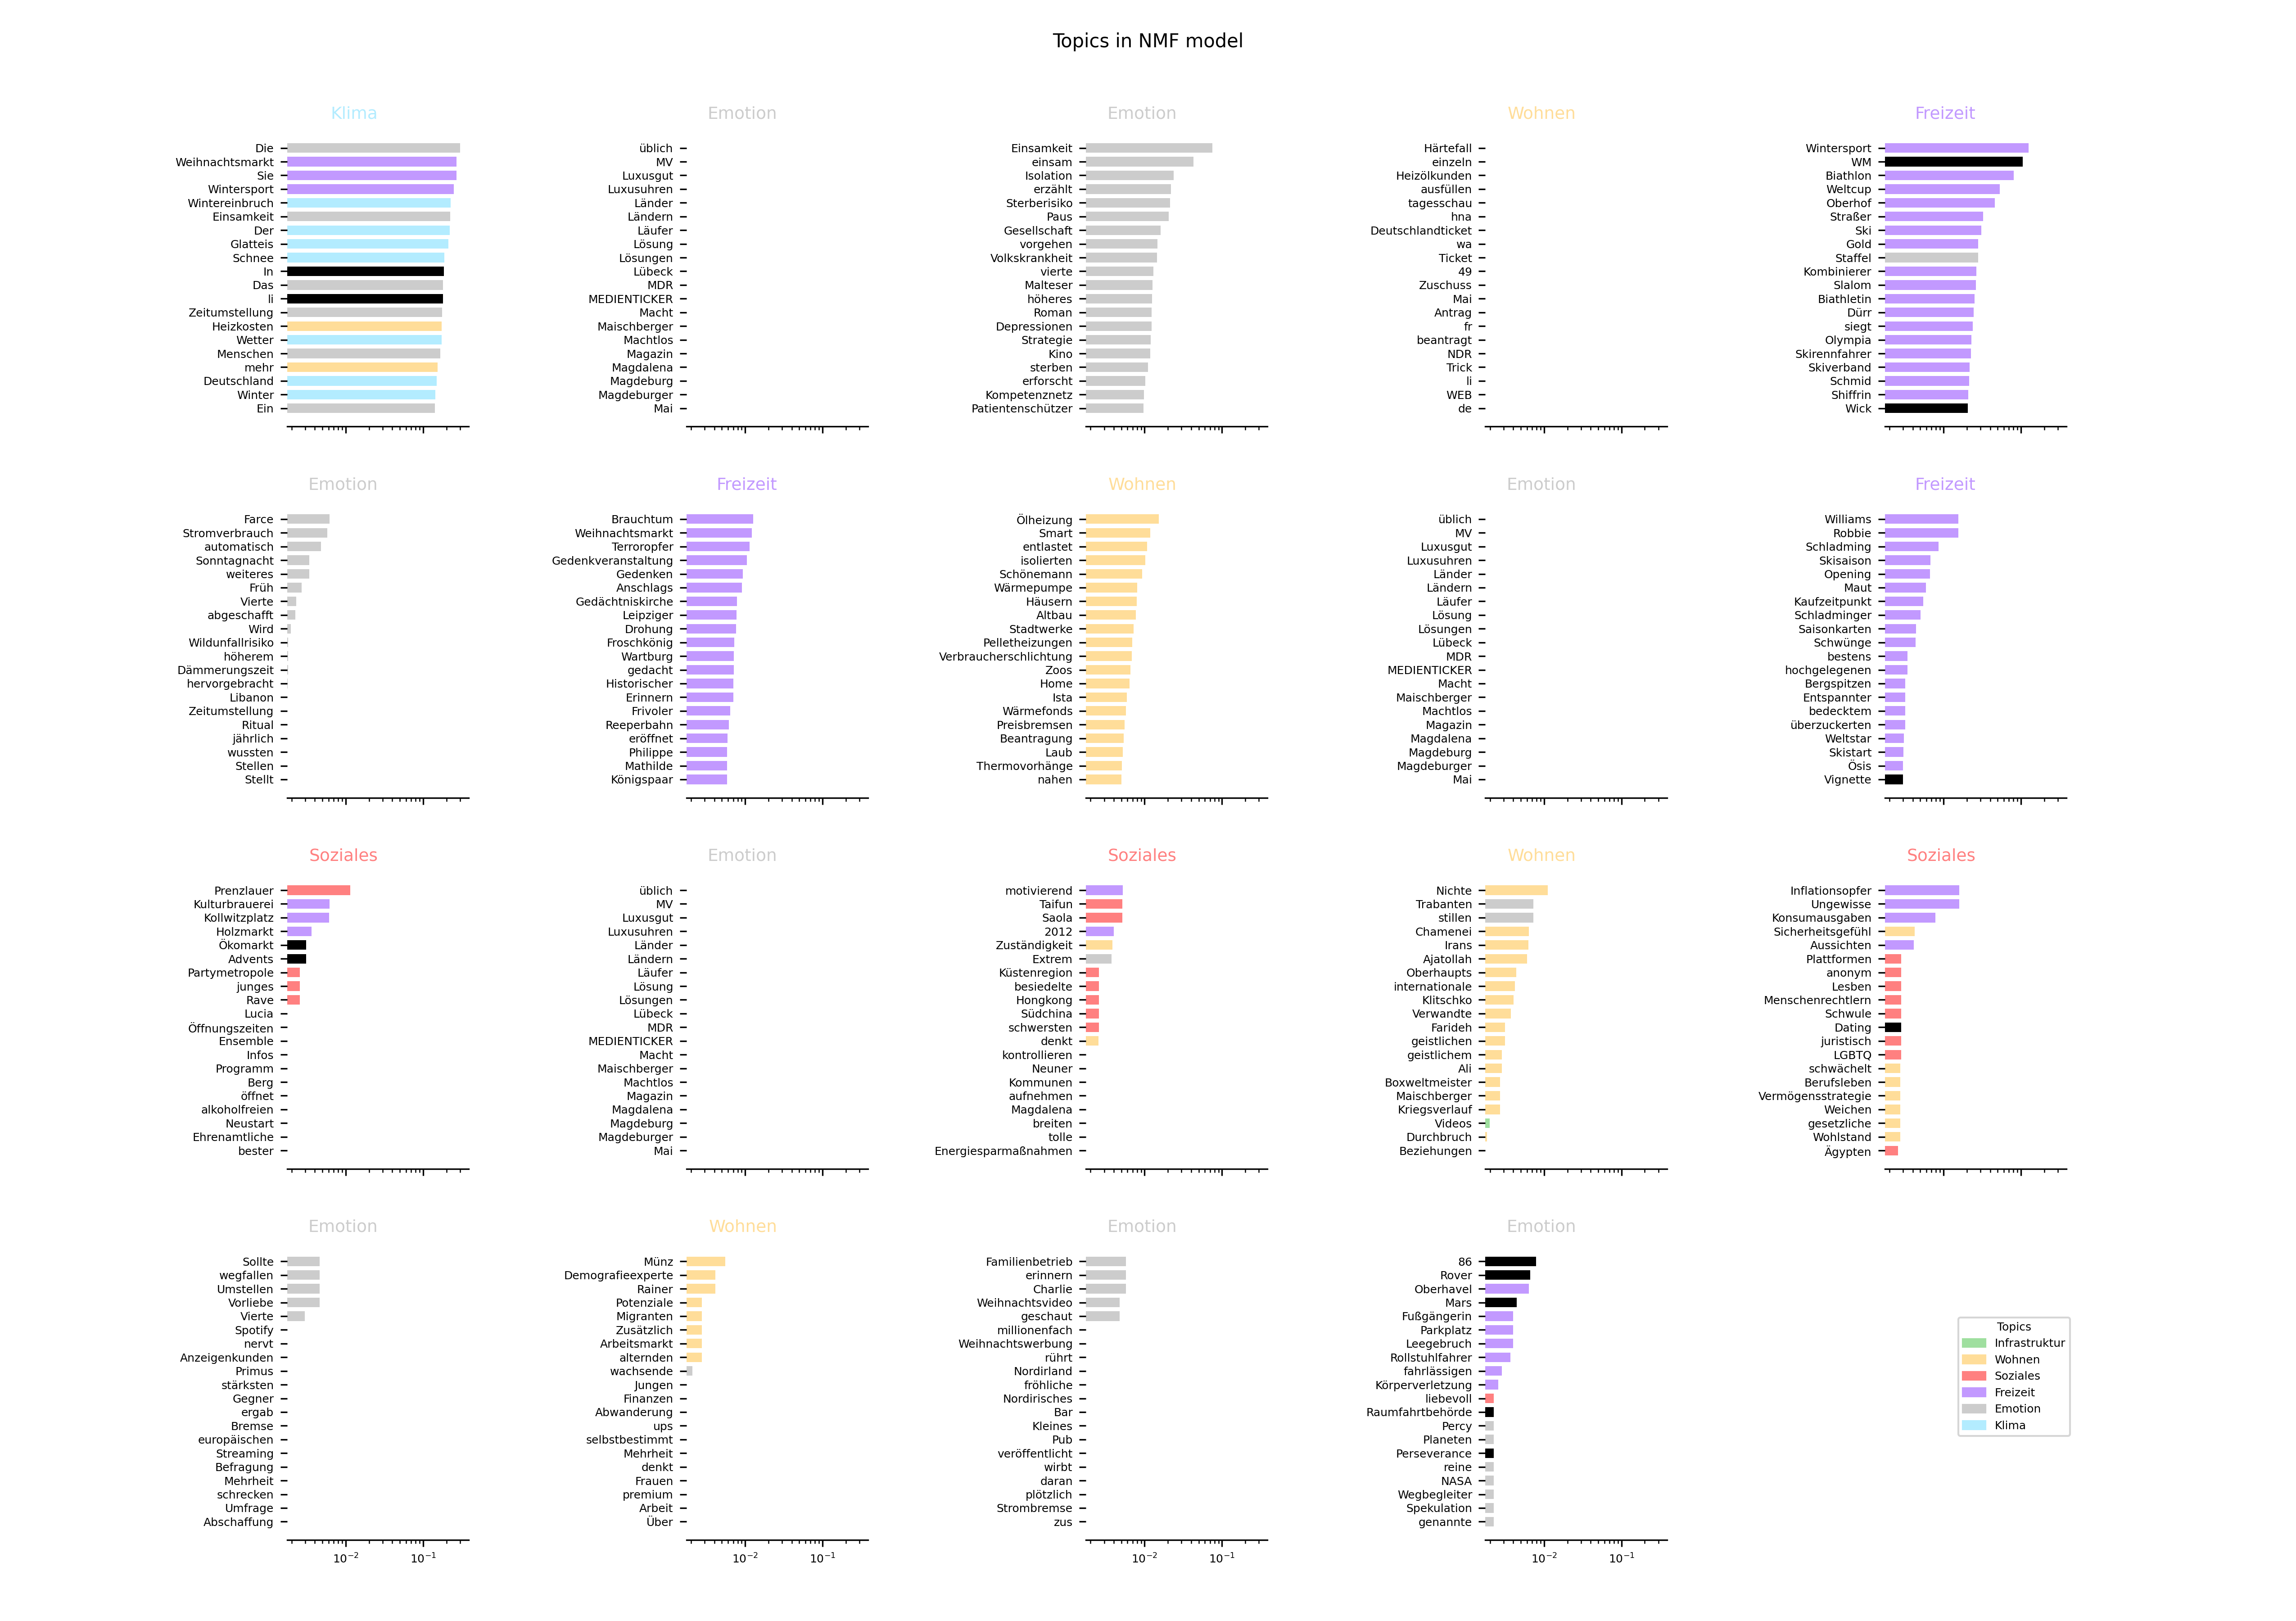 Topics in NMF model
Klima
Die
Weihnachtsmarkt
Sie
Wintersport
Wintereinbruch
Einsamkeit
Der
Glatteis
Schnee
In
li
Zeitumstellung
Das
Heizkosten
Wetter
Menschen
mehr
Deutschland
Winter
Ein
Emotion
üblich
MV
Luxusgut
Luxusuhren
Länder
Ländern
Läufer
Lösung
Lösungen
Lübeck
MDR
MEDIENTICKER
Macht
Maischberger
Machtlos
Magazin
Magdalena
Magdeburg
Magdeburger
Mai
Emotion
Einsamkeit
einsam
Isolation
erzählt
Sterberisiko
Paus
Gesellschaft
vorgehen
Volkskrankheit
vierte
Malteser
höheres
Roman
Depressionen
Strategie
Kino
sterben
erforscht
Kompetenznetz
Patientenschützer
Wohnen
Härtefall
einzeln
Heizölkunden
ausfüllen
tagesschau
hna
Deutschlandticket
wa
Ticket
49
Zuschuss
Mai
Antrag
fr
beantragt
NDR
Trick
li
WEB
de
Freizeit
Wintersport
WM
Biathlon
Weltcup
Oberhof
Straßer
Ski
Gold
Staffel
Kombinierer
Slalom
Biathletin
Dürr
siegt
Olympia
Skirennfahrer
Skiverband
Schmid
Shiffrin
Wick
Emotion
Farce
Stromverbrauch
automatisch
Sonntagnacht
weiteres
Früh
Vierte
abgeschafft
Wird
Wildunfallrisiko
höherem
Dämmerungszeit
hervorgebracht
Libanon
Zeitumstellung
Ritual
jährlich
wussten
Stellen
Stellt
Freizeit
Brauchtum
Weihnachtsmarkt
Terroropfer
Gedenkveranstaltung
Gedenken
Anschlags
Gedächtniskirche
Leipziger
Drohung
Froschkönig
Wartburg
gedacht
Historischer
Erinnern
Frivoler
Reeperbahn
eröffnet
Philippe
Mathilde
Königspaar
Wohnen
Ölheizung
Smart
entlastet
isolierten
Schönemann
Wärmepumpe
Häusern
Altbau
Stadtwerke
Pelletheizungen
Verbraucherschlichtung
Zoos
Home
Ista
Wärmefonds
Preisbremsen
Beantragung
Laub
Thermovorhänge
nahen
Emotion
üblich
MV
Luxusgut
Luxusuhren
Länder
Ländern
Läufer
Lösung
Lösungen
Lübeck
MDR
MEDIENTICKER
Macht
Maischberger
Machtlos
Magazin
Magdalena
Magdeburg
Magdeburger
Mai
Freizeit
Williams
Robbie
Schladming
Skisaison
Opening
Maut
Kaufzeitpunkt
Schladminger
Saisonkarten
Schwünge
bestens
hochgelegenen
Bergspitzen
Entspannter
bedecktem
überzuckerten
Weltstar
Skistart
Ösis
Vignette
Soziales
Prenzlauer
Kulturbrauerei
Kollwitzplatz
Holzmarkt
Ökomarkt
Advents
Partymetropole
junges
Rave
Lucia
Öffnungszeiten
Ensemble
Infos
Programm
Berg
öffnet
alkoholfreien
Neustart
Ehrenamtliche
bester
Emotion
üblich
MV
Luxusgut
Luxusuhren
Länder
Ländern
Läufer
Lösung
Lösungen
Lübeck
MDR
MEDIENTICKER
Macht
Maischberger
Machtlos
Magazin
Magdalena
Magdeburg
Magdeburger
Mai
Soziales
motivierend
Taifun
Saola
2012
Zuständigkeit
Extrem
Küstenregion
besiedelte
Hongkong
Südchina
schwersten
denkt
kontrollieren
Neuner
Kommunen
aufnehmen
Magdalena
breiten
tolle
Energiesparmaßnahmen
Wohnen
Nichte
Trabanten
stillen
Chamenei
Irans
Ajatollah
Oberhaupts
internationale
Klitschko
Verwandte
Farideh
geistlichen
geistlichem
Ali
Boxweltmeister
Maischberger
Kriegsverlauf
Videos
Durchbruch
Beziehungen
Soziales
Inflationsopfer
Ungewisse
Konsumausgaben
Sicherheitsgefühl
Aussichten
Plattformen
anonym
Lesben
Menschenrechtlern
Schwule
Dating
juristisch
LGBTQ
schwächelt
Berufsleben
Vermögensstrategie
Weichen
gesetzliche
Wohlstand
Ägypten
Emotion
Sollte
wegfallen
Umstellen
Vorliebe
Vierte
Spotify
nervt
Anzeigenkunden
Primus
stärksten
Gegner
ergab
Bremse
europäischen
Streaming
Befragung
Mehrheit
schrecken
Umfrage
Abschaffung
10⁻² 10⁻¹
Wohnen
Münz
Demografieexperte
Rainer
Potenziale
Migranten
Zusätzlich
Arbeitsmarkt
alternden
wachsende
Jungen
Finanzen
Abwanderung
ups
selbstbestimmt
Mehrheit
denkt
Frauen
premium
Arbeit
Über
10⁻² 10⁻¹
Emotion
Familienbetrieb
erinnern
Charlie
Weihnachtsvideo
geschaut
millionenfach
Weihnachtswerbung
rührt
Nordirland
fröhliche
Nordirisches
Bar
Kleines
Pub
veröffentlicht
wirbt
daran
plötzlich
Strombremse
zus
10⁻² 10⁻¹
Emotion
86
Rover
Oberhavel
Mars
Fußgängerin
Parkplatz
Leegebruch
Rollstuhlfahrer
fahrlässigen
Körperverletzung
liebevoll
Raumfahrtbehörde
Percy
Planeten
Perseverance
reine
NASA
Wegbegleiter
Spekulation
genannte
10⁻² 10⁻¹
Topics
Infrastruktur
Wohnen
Soziales
Freizeit
Emotion
Klima